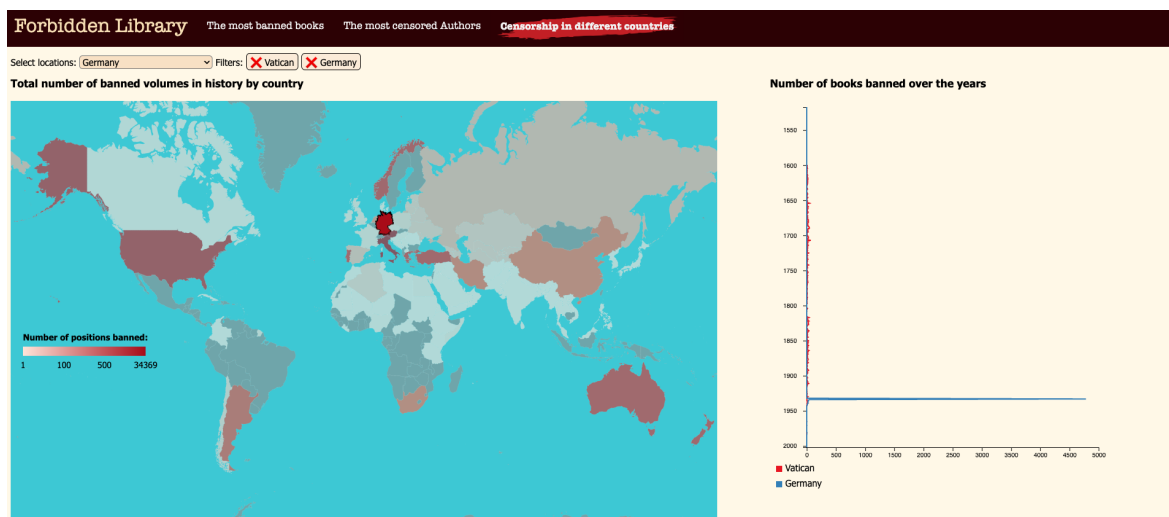 Forbidden Library The most banned books The most censored Authors Censorship in different countries
Select locations: Germany Filters: Vatican Germany
Total number of banned volumes in history by country
Number of positions banned:
1 100 500 34369
Number of books banned over the years
1550
1600
1650
1700
1750
1800
1850
1900
1950
2000
0 500 1000 1500 2000 2500 3000 3500 4000 4500 5000
Vatican
Germany